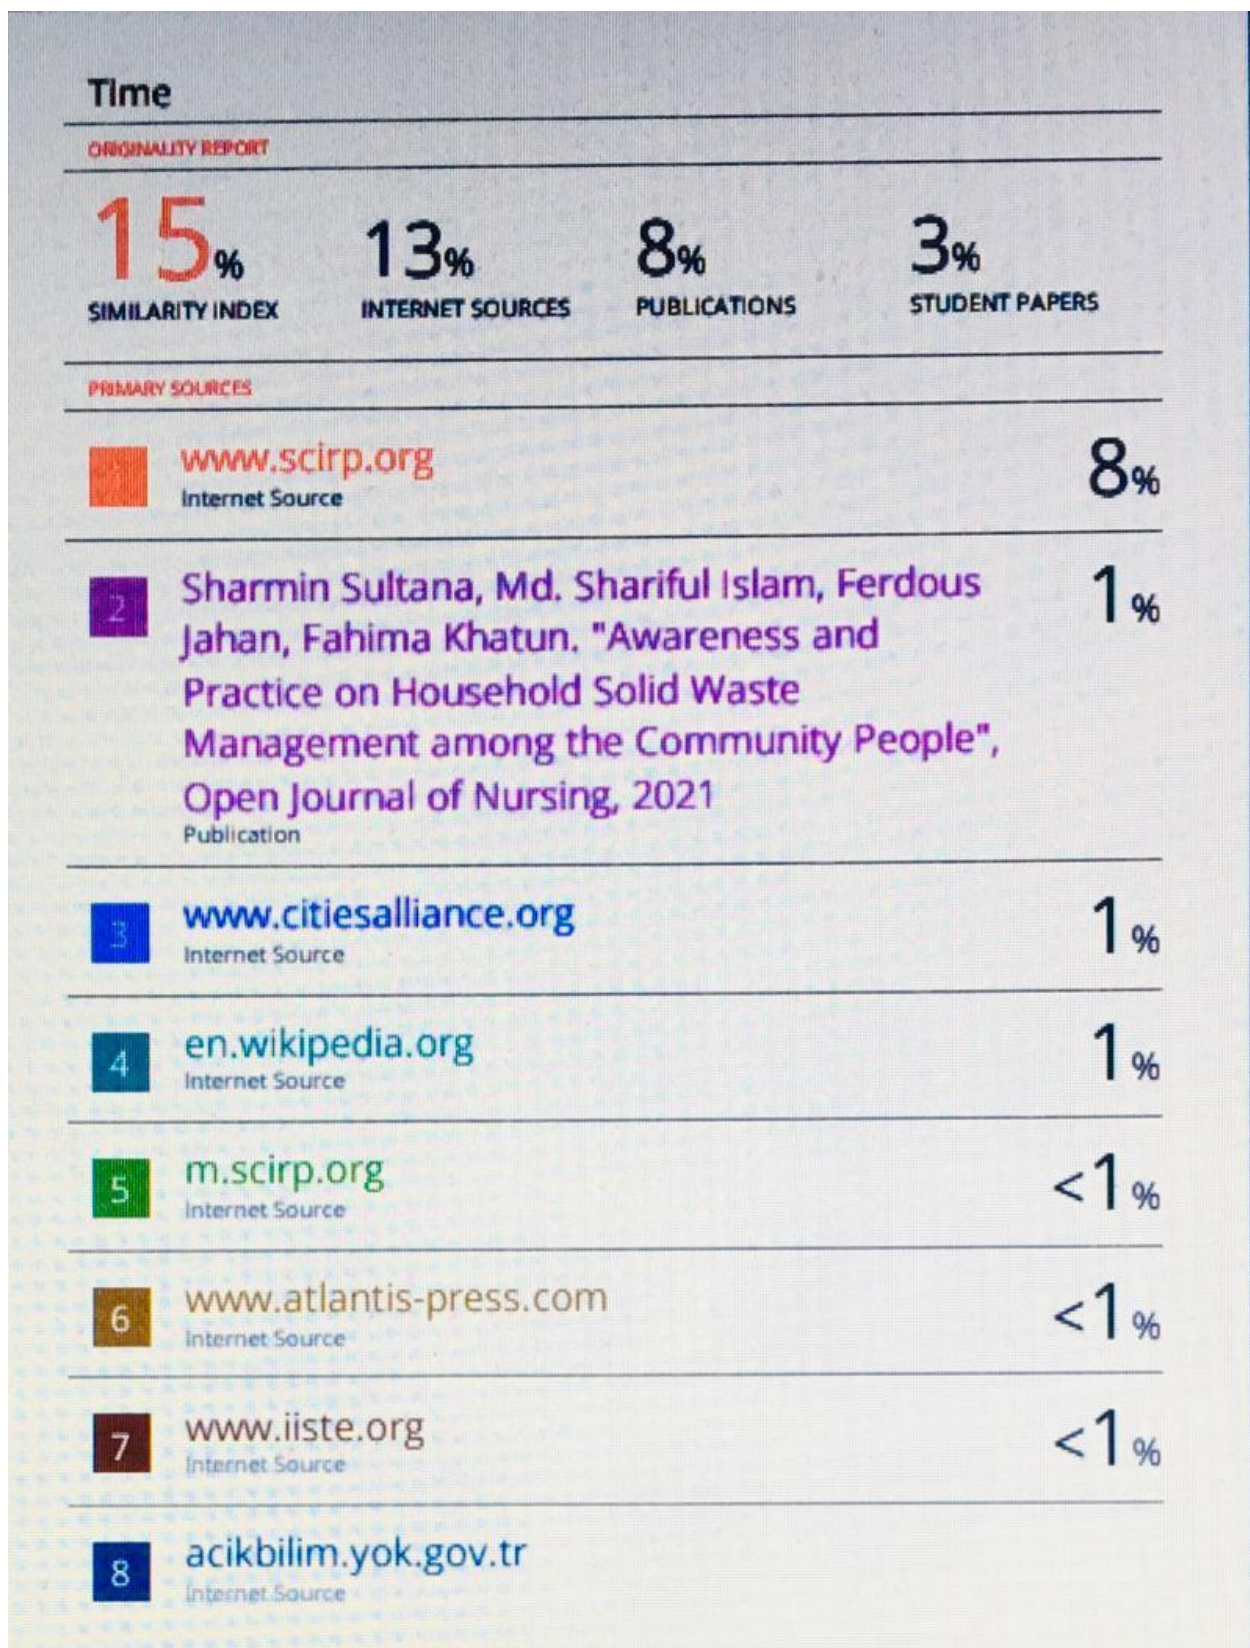 Time
ORIGINALITY REPORT
15% 13% 8% 3%
SIMILARITY INDEX INTERNET SOURCES PUBLICATIONS STUDENT PAPERS
PRIMARY SOURCES
1 www.scirp.org 8%
Internet Source
2 Sharmin Sultana, Md. Shariful Islam, Ferdous 1%
Jahan, Fahima Khatun. "Awareness and
Practice on Household Solid Waste
Management among the Community People",
Open Journal of Nursing, 2021
Publication
3 www.citiesalliance.org 1%
Internet Source
4 en.wikipedia.org 1%
Internet Source
5 m.scirp.org <1%
Internet Source
6 www.atlantis-press.com <1%
Internet Source
7 www.iiste.org <1%
Internet Source
8 acikbilim.yok.gov.tr
Internet Source